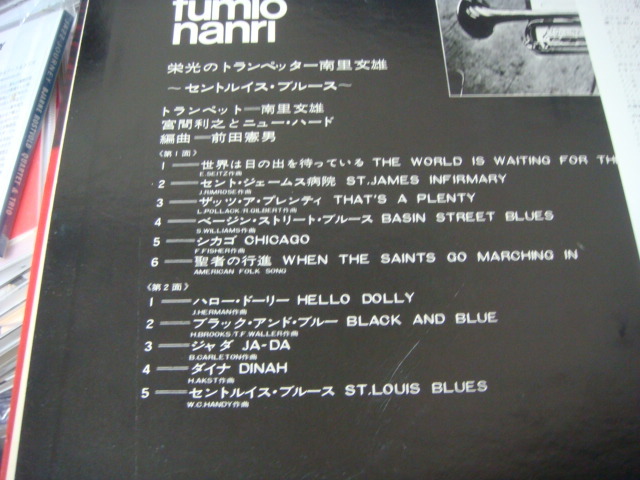 fumio
nanri
栄光のトランペッター南里文雄
〜セントルイス・ブルース〜
トランペット—南里文雄
宮間利之とニュー・ハード
編曲—前田憲男
《第1面》
1—世界は日の出を待っている THE WORLD IS WAITING FOR TH
E.SEITZ作曲
2—セント・ジェームス病院 ST.JAMES INFIRMARY
J.RIMROSE作曲
3—ザッツ・ア・プレンティ THAT'S A PLENTY
L.POLLACK.R.GILBERT作曲
4—ベージン・ストリート・ブルース BASIN STREET BLUES
S.WILLIAMS作曲
5—シカゴ CHICAGO
F.FISHER作曲
6—聖者の行進 WHEN THE SAINTS GO MARCHING IN
AMERICAN FOLK SONG
《第2面》
1—ハロー・ドーリー HELLO DOLLY
J.HERMAN作曲
2—ブラック・アンド・ブルー BLACK AND BLUE
H.BROOKS/T.F.WALLER作曲
3—ジャダ JA-DA
B.CARLETON作曲
4—ダイナ DINAH
H.AKST作曲
5—セントルイス・ブルース ST.LOUIS BLUES
W.C.HANDY作曲